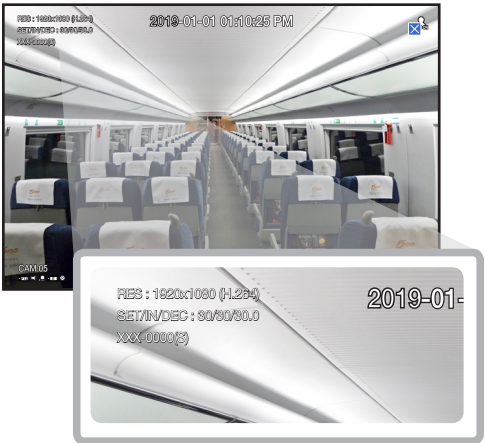 RES : 1920x1080 (H.264)
SET/IN/DEC : 30/30/30.0
XXX-0000(S)
2019-01-01 01:10:25 PM
CAM 05
RES : 1920x1080 (H.264)
SET/IN/DEC : 30/30/30.0
XXX-0000(S)
2019-01-